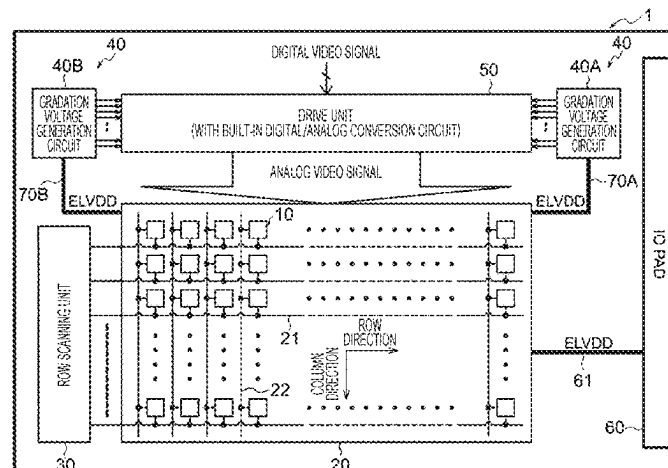 1
40
DIGITAL VIDEO SIGNAL
40
40B
50
40A
GRADATION
VOLTAGE
GENERATION
CIRCUIT
DRIVE UNIT
(WITH BUILT-IN DIGITAL/ANALOG CONVERSION CIRCUIT)
GRADATION
VOLTAGE
GENERATION
CIRCUIT
ANALOG VIDEO SIGNAL
70B
70A
ELVDD
ELVDD
10
IO PAD
ROW SCANNING UNIT
21
ROW
DIRECTION
COLUMN
DIRECTION
ELVDD
61
22
60
30
20